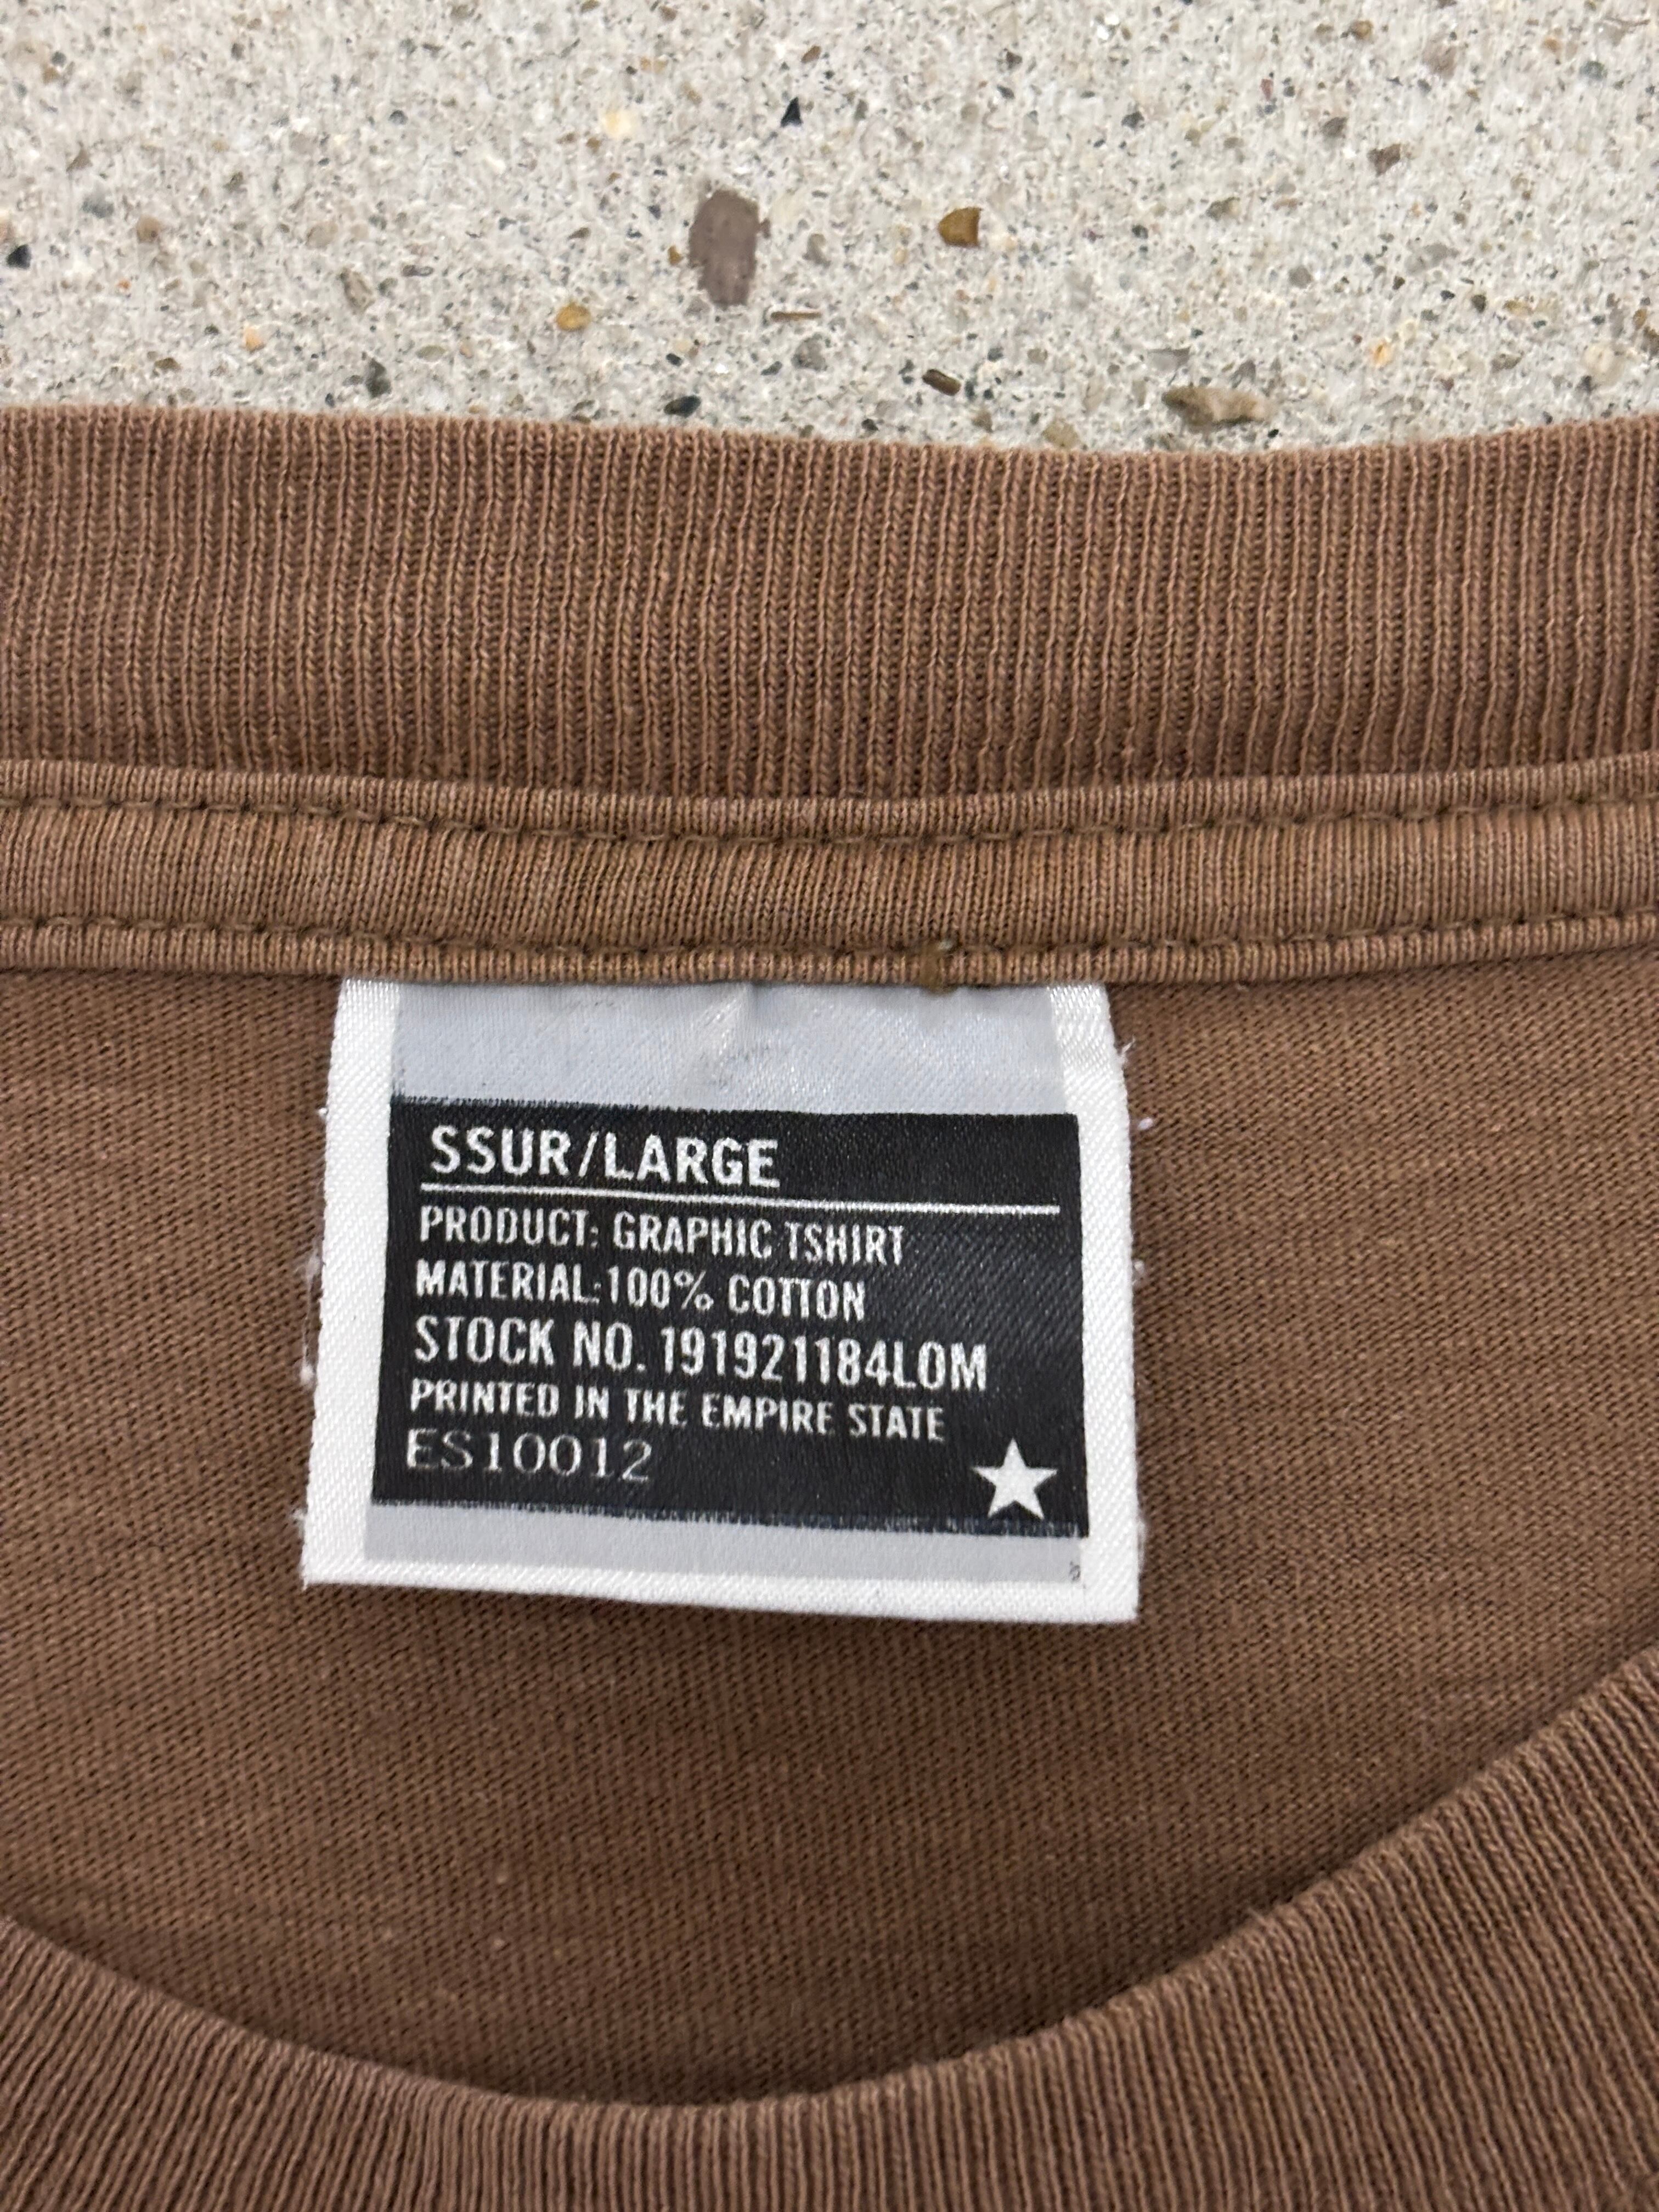 SSUR/LARGE
PRODUCT: GRAPHIC TSHIRT
MATERIAL:100% COTTON
STOCK NO. 191921184LOM
PRINTED IN THE EMPIRE STATE
ES10012